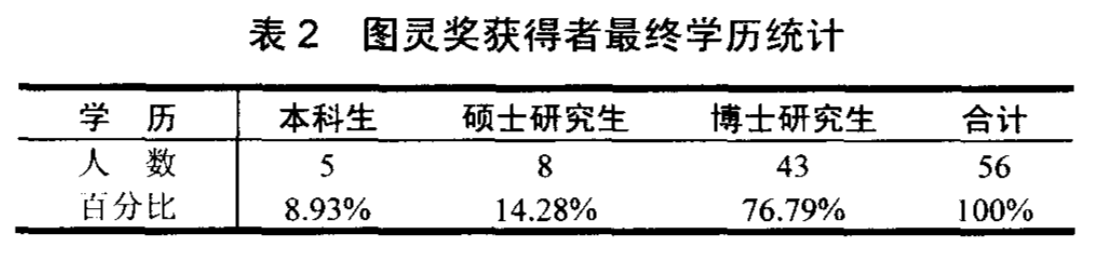 表 2 图灵奖获得者最终学历统计
学 历 本科生 硕士研究生 博士研究生 合计
人 数 5 8 43 56
百分比 8.93% 14.28% 76.79% 100%